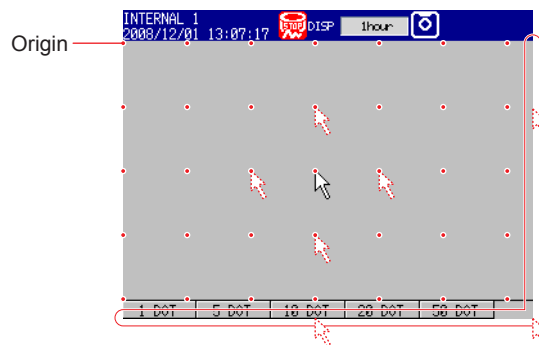 INTERNAL 1
2008/12/01 13:07:17
STOP
DISP
1hour
Origin
1 DOT
5 DOT
10 DOT
20 DOT
50 DOT